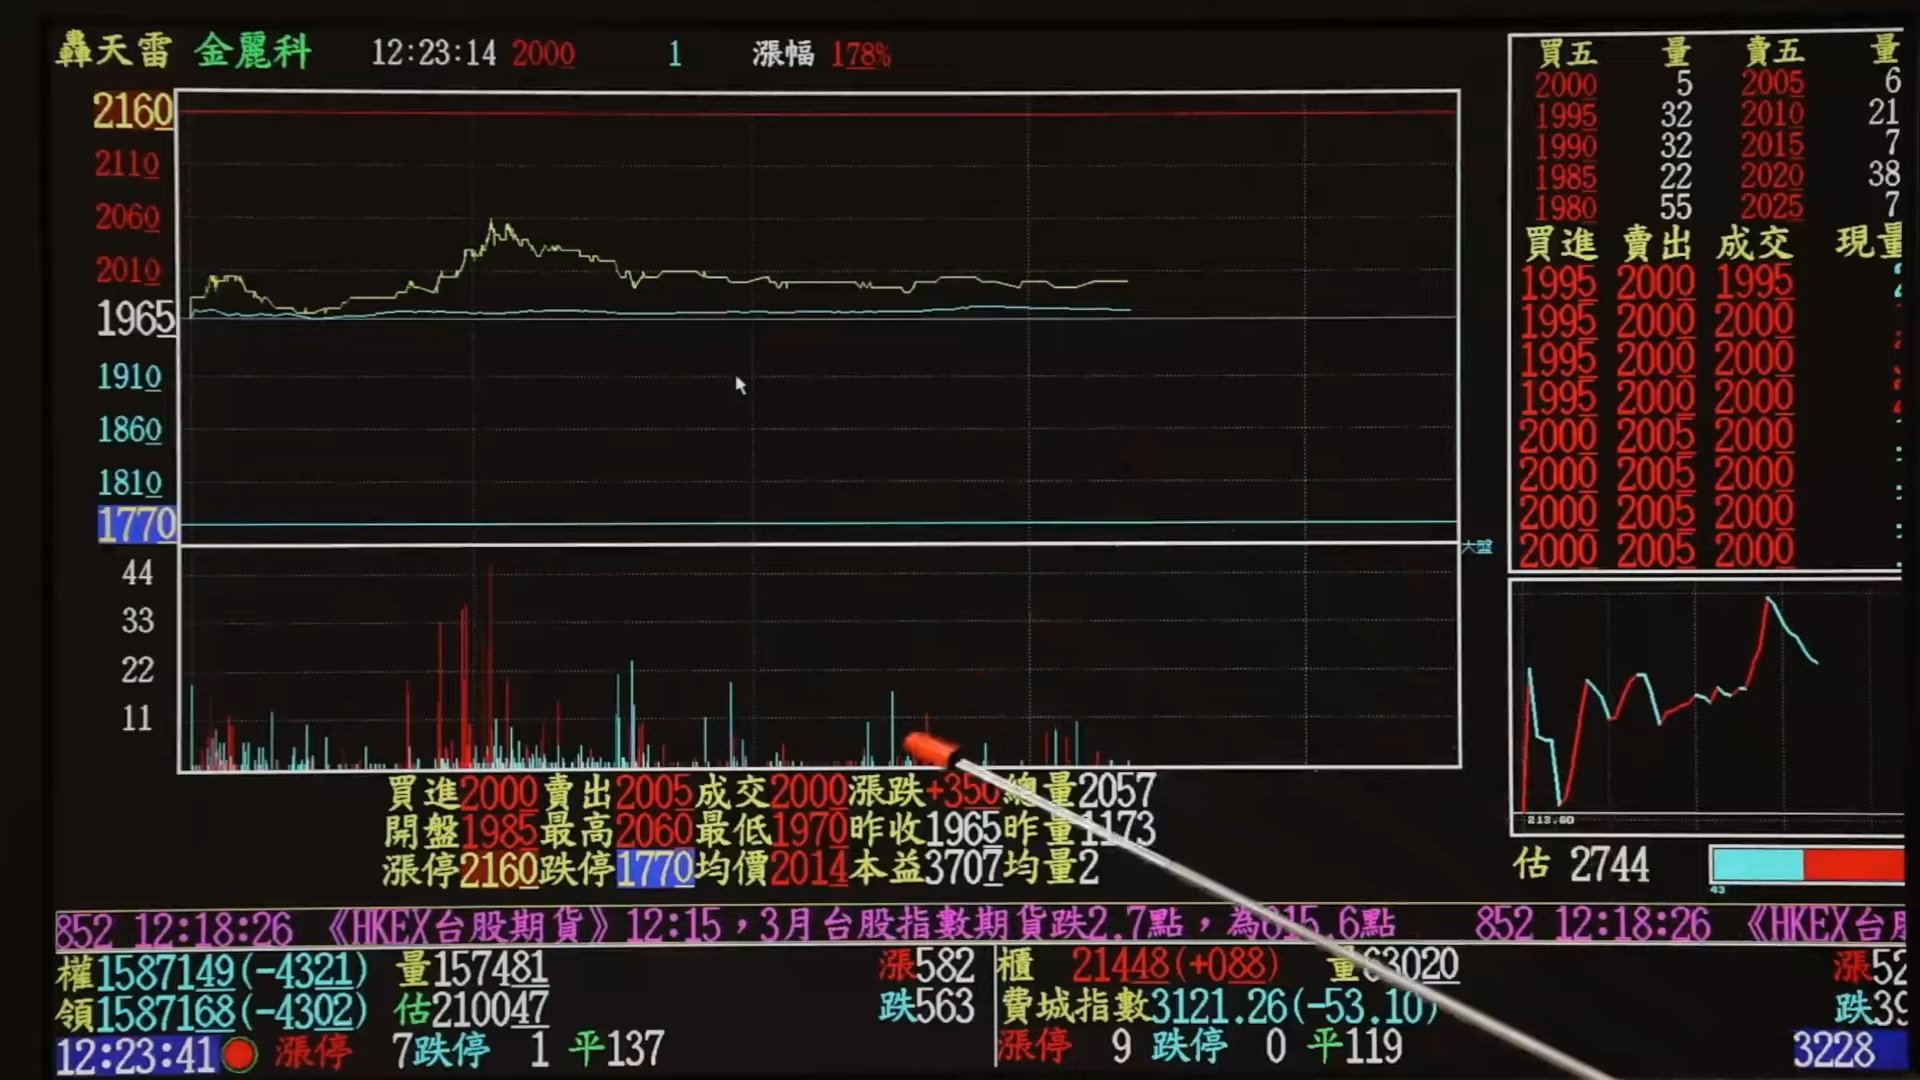 轟天雷 金麗科 12:23:14 2000 1 漲幅 178%
2160
2110
2060
2010
1965
1910
1860
1810
1770
大盤
44
33
22
11
買進2000賣出2005成交2000漲跌+350總量2057
開盤1985最高2060最低1970昨收1965昨量1173
漲停2160跌停1770均價2014本益3707均量2
買五 量 賣五 量
2000 5 2005 6
1995 32 2010 21
1990 32 2015 7
1985 22 2020 38
1980 55 2025 7
買進 賣出 成交 現量
1995 2000 1995
1995 2000 2000
1995 2000 2000
1995 2000 2000
2000 2005 2000
2000 2005 2000
2000 2005 2000
2000 2005 2000
213.60
估 2744
43
852 12:18:26 《HKEX台股期貨》12:15，3月台股指數期貨跌2.7點，為615.6點 852 12:18:26 《HKEX台股
權1587149(-4321) 量157481 漲582 櫃 21448(+088) 量63020 漲52
領1587168(-4302) 估210047 跌563 費城指數3121.26(-53.10) 跌39
12:23:41 漲停 7跌停 1 平137 漲停 9 跌停 0 平119 3228